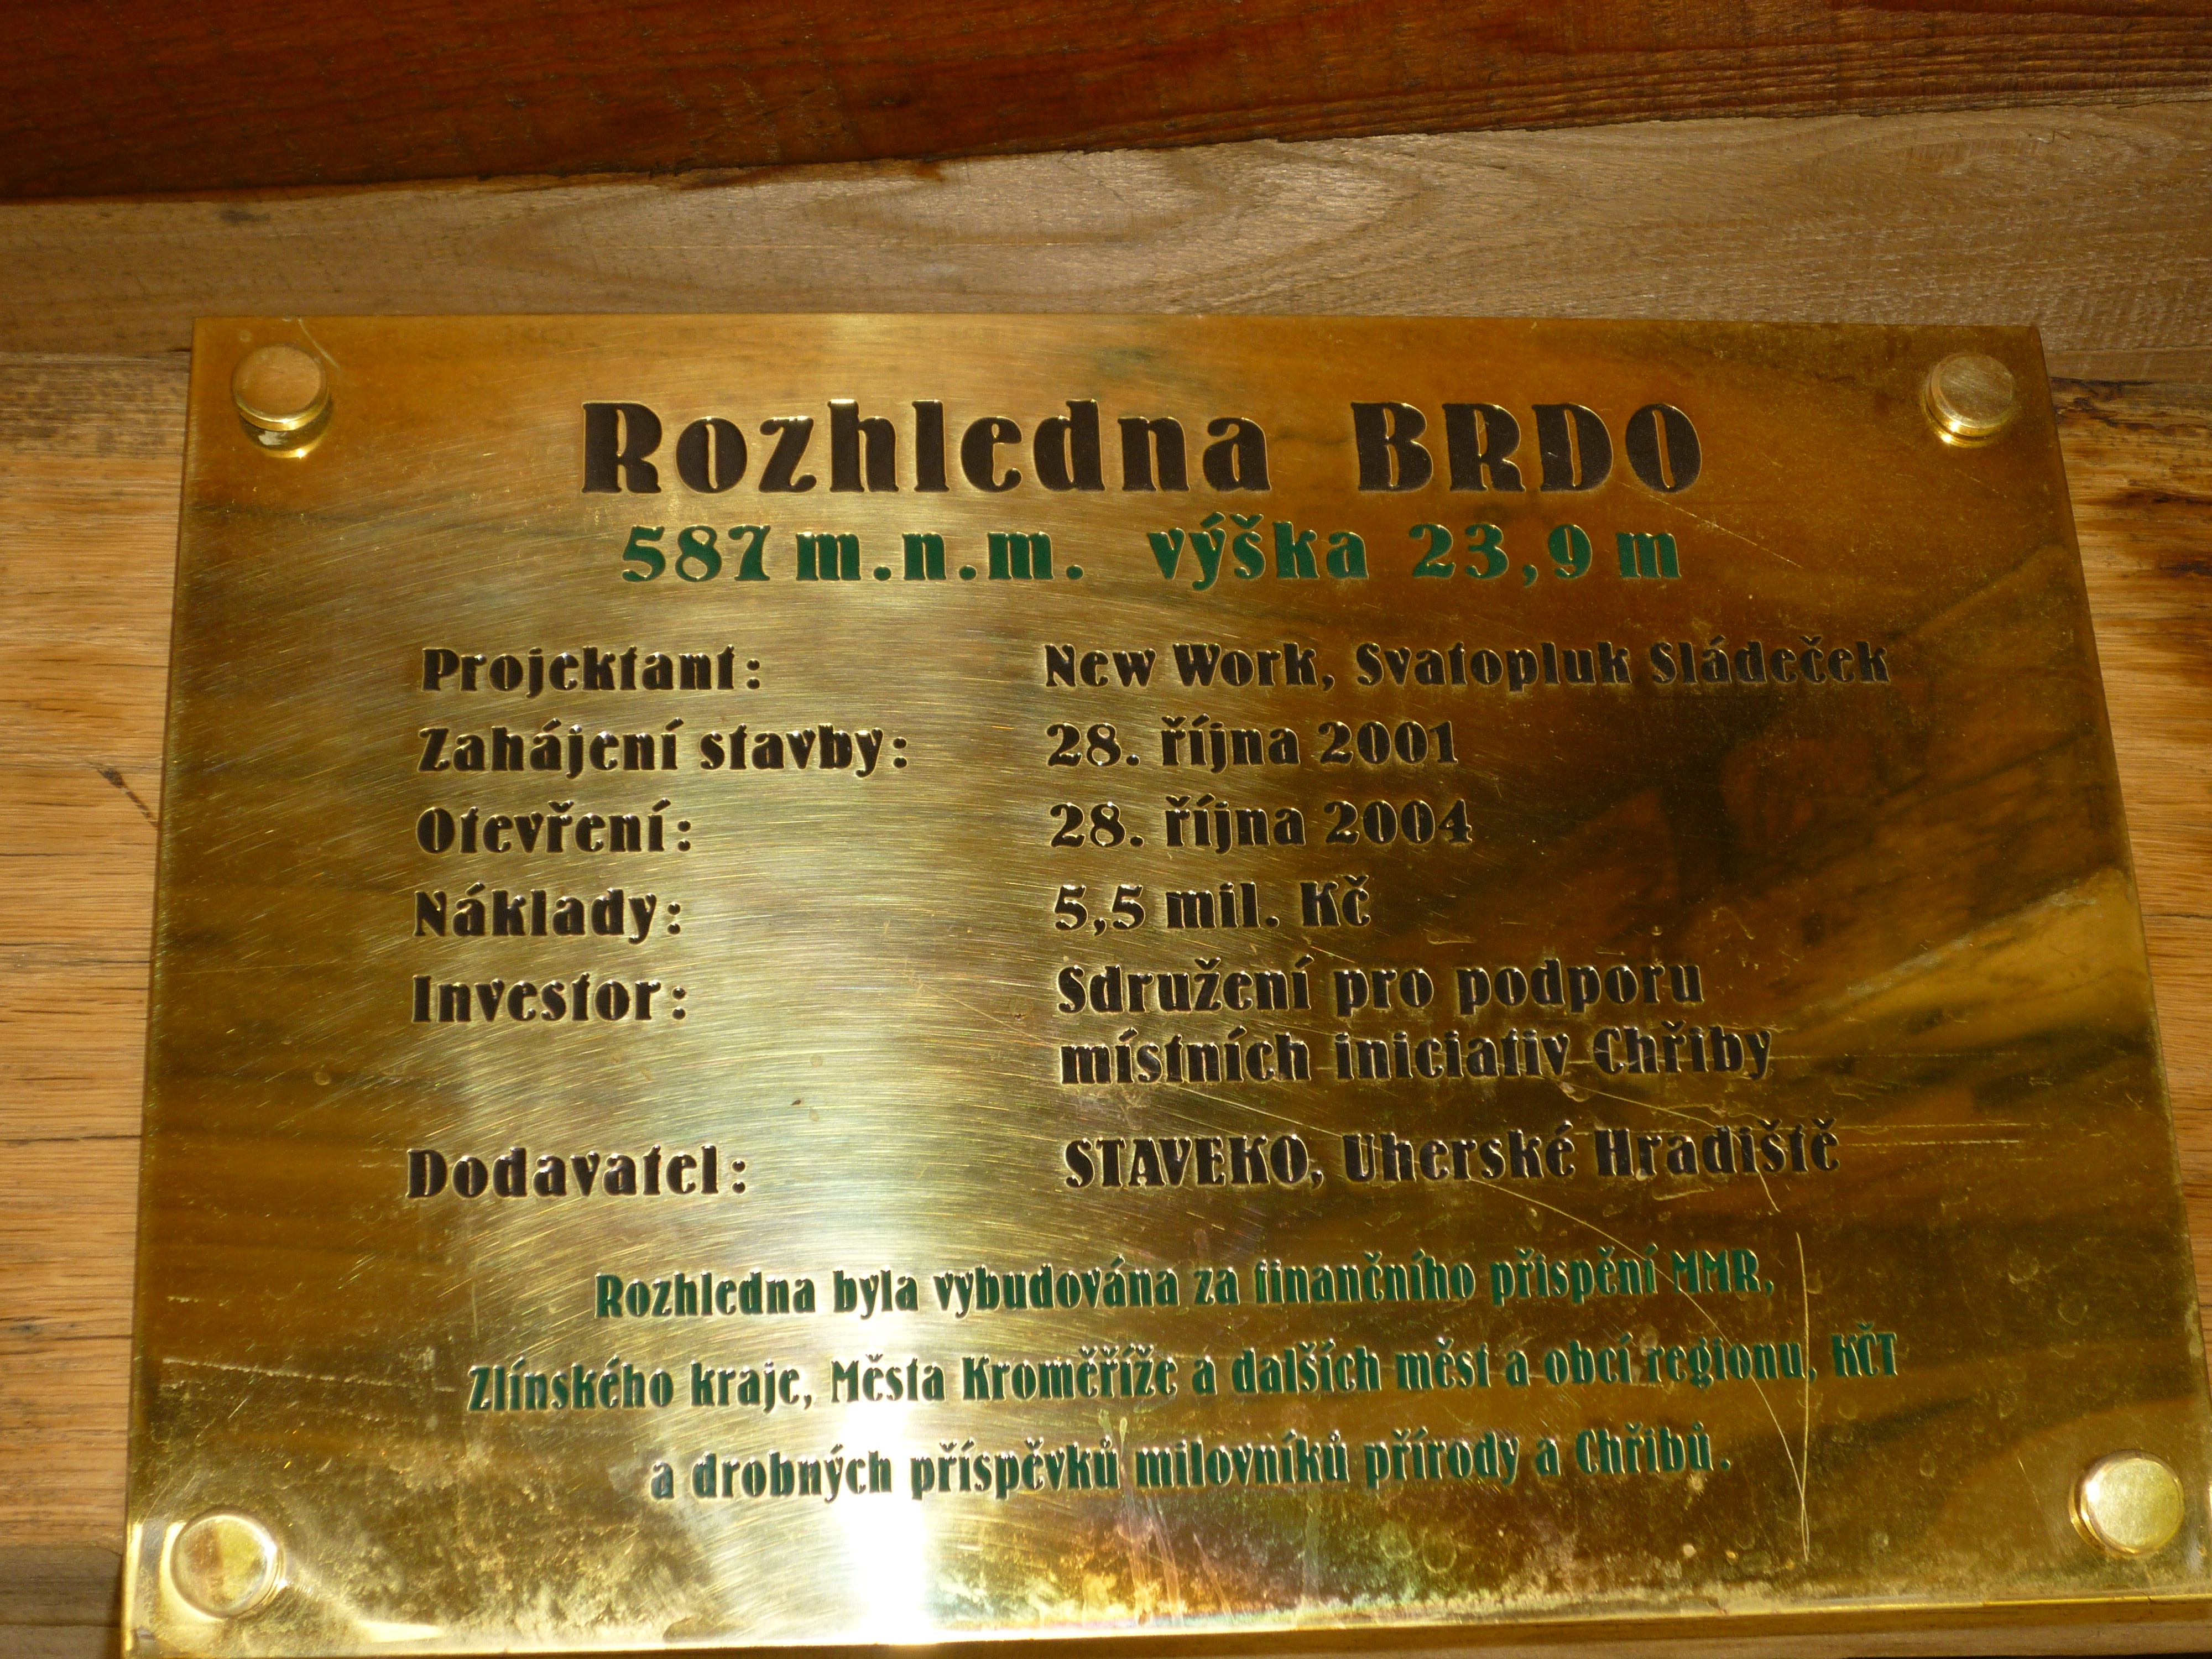 Rozhledna BRDO
587 m.n.m. výška 23,9 m
Projektant: New Work, Svatopluk Sládeček
Zahájení stavby: 28. října 2001
Otevření: 28. října 2004
Náklady: 5,5 mil. Kč
Investor: Sdružení pro podporu
místních iniciativ Chřiby
Dodavatel: STAVEKO, Uherské Hradiště
Rozhledna byla vybudována za finančního přispění MMR,
Zlínského kraje, Města Kroměříže a dalších měst a obcí regionu, KČT
a drobných příspěvků milovníků přírody a Chřibů.